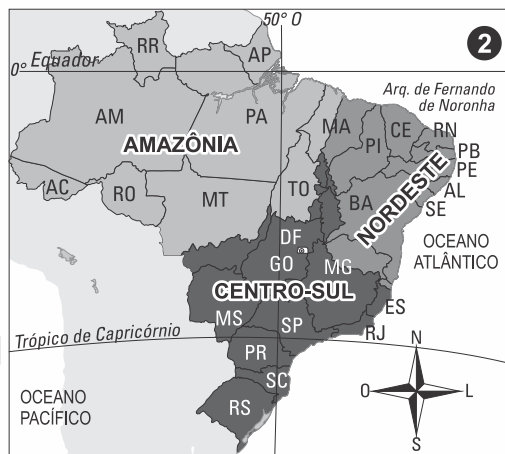 50° O
2
Equador
0°
RR
AP
Arq. de Fernando
de Noronha
AM
PA
MA
CE
RN
AMAZÔNIA
PI
PB
PE
AC
RO
MT
TO
BA
AL
SE
NORDESTE
DF
OCEANO
ATLÂNTICO
GO
MG
CENTRO-SUL
ES
MS
SP
RJ
Trópico de Capricórnio
N
PR
SC
O
L
OCEANO
PACÍFICO
RS
S